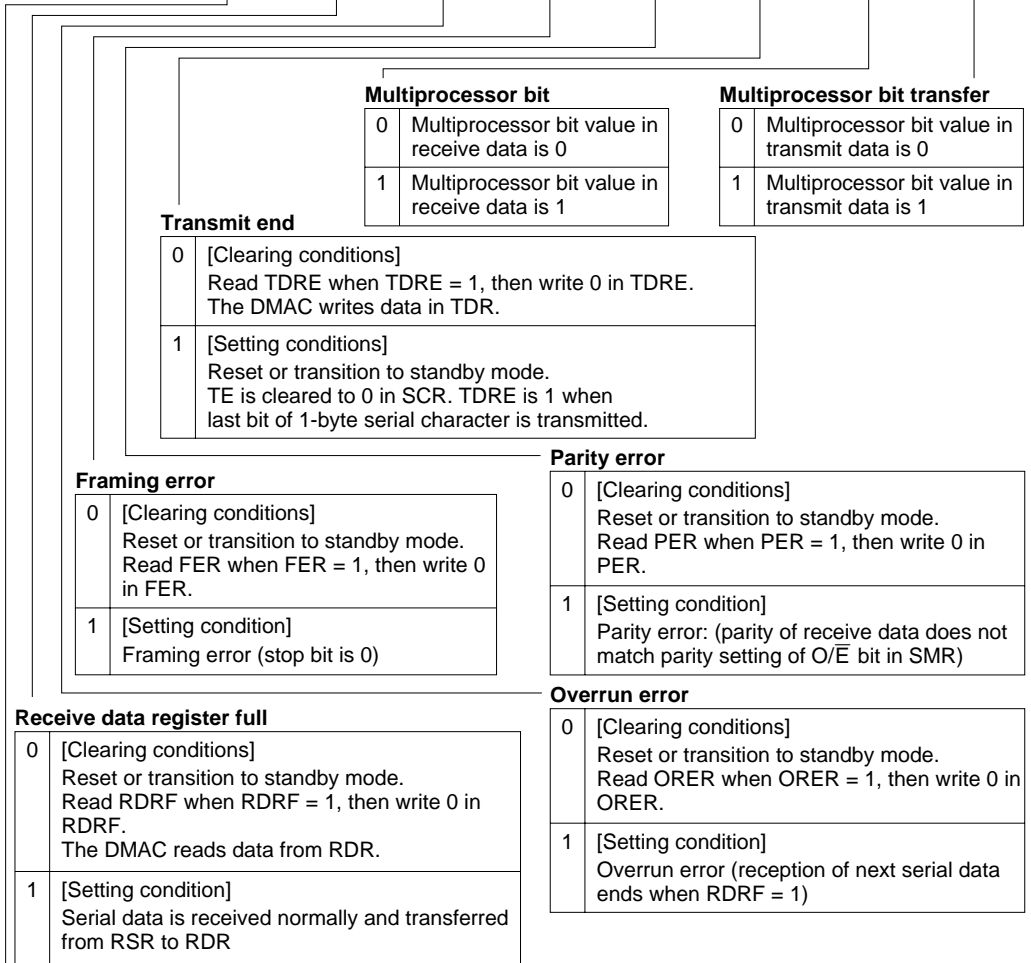 Multiprocessor bit
0 Multiprocessor bit value in
receive data is 0
1 Multiprocessor bit value in
receive data is 1
Multiprocessor bit transfer
0 Multiprocessor bit value in
transmit data is 0
1 Multiprocessor bit value in
transmit data is 1
Transmit end
0 [Clearing conditions]
Read TDRE when TDRE = 1, then write 0 in TDRE.
The DMAC writes data in TDR.
1 [Setting conditions]
Reset or transition to standby mode.
TE is cleared to 0 in SCR. TDRE is 1 when
last bit of 1-byte serial character is transmitted.
Framing error
0 [Clearing conditions]
Reset or transition to standby mode.
Read FER when FER = 1, then write 0
in FER.
1 [Setting condition]
Framing error (stop bit is 0)
Parity error
0 [Clearing conditions]
Reset or transition to standby mode.
Read PER when PER = 1, then write 0 in
PER.
1 [Setting condition]
Parity error: (parity of receive data does not
match parity setting of O/E̅ bit in SMR)
Receive data register full
0 [Clearing conditions]
Reset or transition to standby mode.
Read RDRF when RDRF = 1, then write 0 in
RDRF.
The DMAC reads data from RDR.
1 [Setting condition]
Serial data is received normally and transferred
from RSR to RDR
Overrun error
0 [Clearing conditions]
Reset or transition to standby mode.
Read ORER when ORER = 1, then write 0 in
ORER.
1 [Setting condition]
Overrun error (reception of next serial data
ends when RDRF = 1)